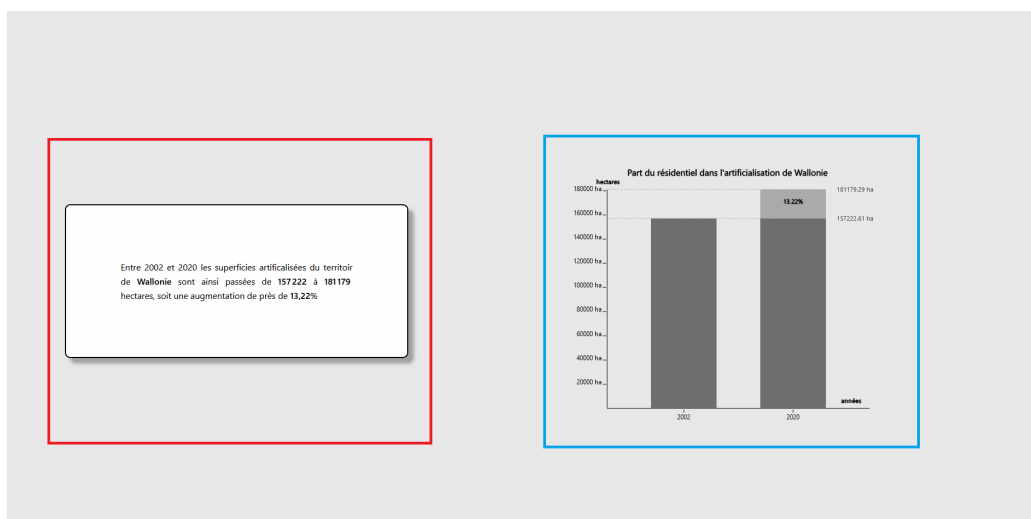 Entre 2002 et 2020 les superficies artificalisées du territoir
de Wallonie sont ainsi passées de 157222 à 181179
hectares, soit une augmentation de près de 13,22%
Part du résidentiel dans l'artificialisation de Wallonie
hectares
180000 ha
160000 ha
140000 ha
120000 ha
100000 ha
80000 ha
60000 ha
40000 ha
20000 ha
13.22%
181179.29 ha
157222.61 ha
années
2002
2020